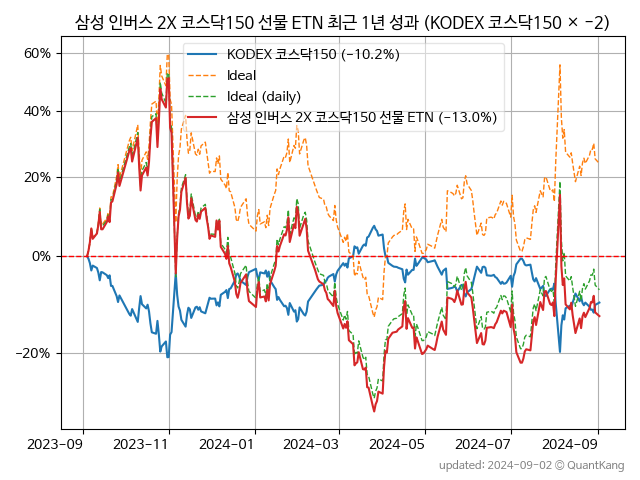 삼성 인버스 2X 코스닥150 선물 ETN 최근 1년 성과 (KODEX 코스닥150 × −2)
KODEX 코스닥150 (−10.2%)
Ideal
Ideal (daily)
삼성 인버스 2X 코스닥150 선물 ETN (−13.0%)
60%
40%
20%
0%
−20%
2023-09
2023-11
2024-01
2024-03
2024-05
2024-07
2024-09
updated: 2024-09-02 © QuantKang